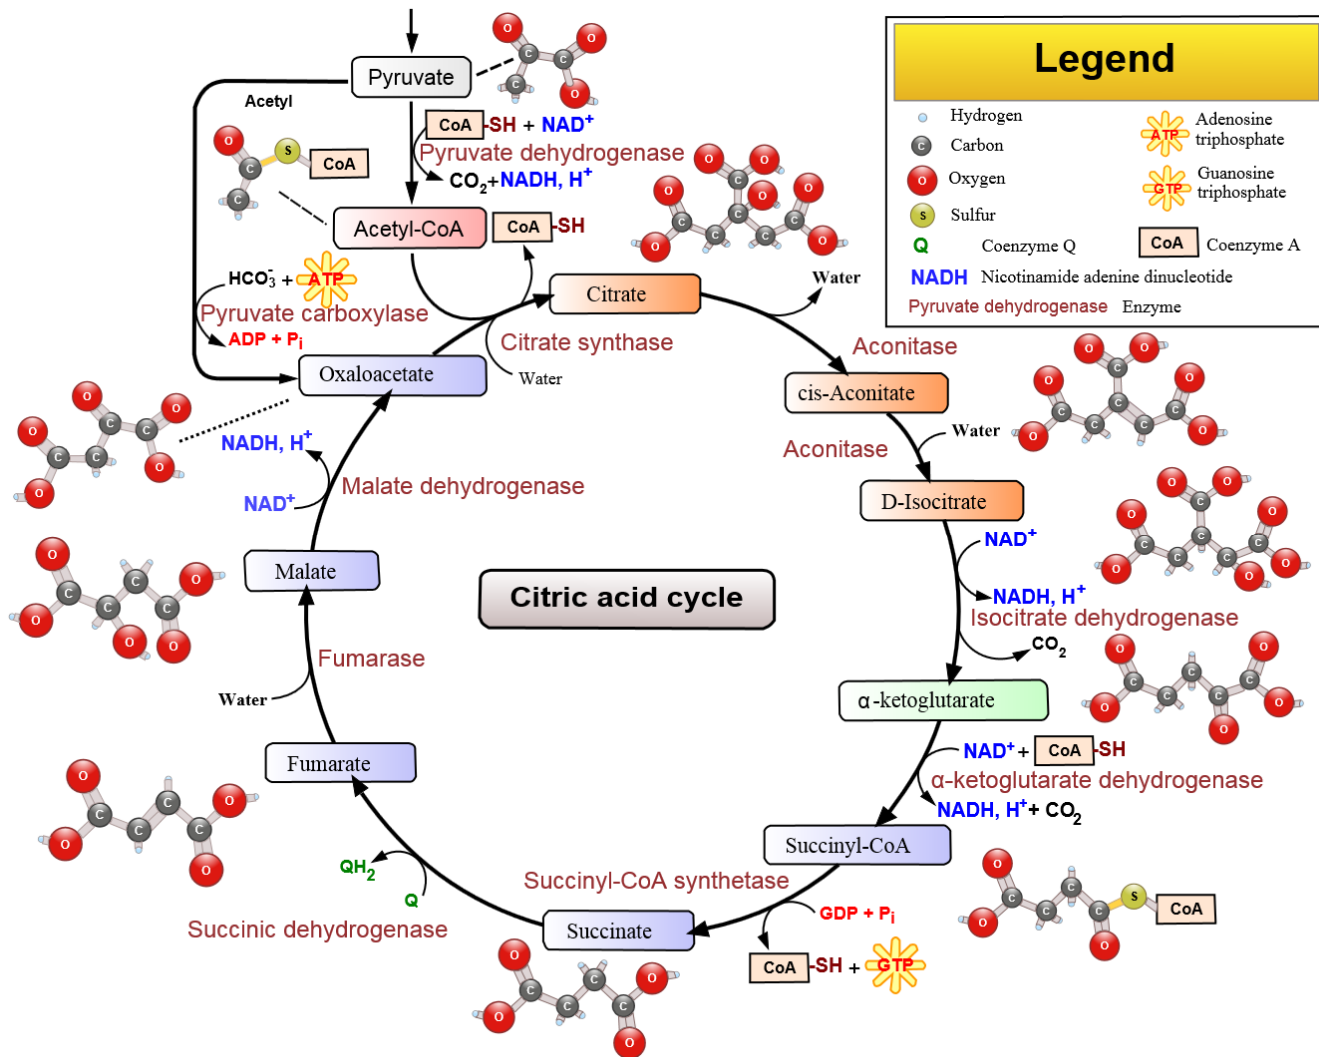 Pyruvate
Acetyl
CoA-SH + NAD+
Pyruvate dehydrogenase
CO2+NADH, H+
S
CoA
Acetyl-CoA
CoA-SH
HCO3- + ATP
Pyruvate carboxylase
ADP + Pi
Citrate
Water
Citrate synthase
Water
Oxaloacetate
Aconitase
cis-Aconitate
Aconitase
Water
D-Isocitrate
NADH, H+
NAD+
Malate dehydrogenase
NAD+
NADH, H+
Isocitrate dehydrogenase
CO2
Malate
Citric acid cycle
Fumarase
Water
α-ketoglutarate
NAD+ + CoA-SH
α-ketoglutarate dehydrogenase
NADH, H+ + CO2
Fumarate
Succinyl-CoA
QH2
Q
Succinyl-CoA synthetase
Succinic dehydrogenase
GDP + Pi
Succinate
CoA-SH + GTP
S
CoA
Legend
Hydrogen
C Carbon
O Oxygen
S Sulfur
Q Coenzyme Q
ATP Adenosine
triphosphate
GTP Guanosine
triphosphate
CoA Coenzyme A
NADH Nicotinamide adenine dinucleotide
Pyruvate dehydrogenase Enzyme